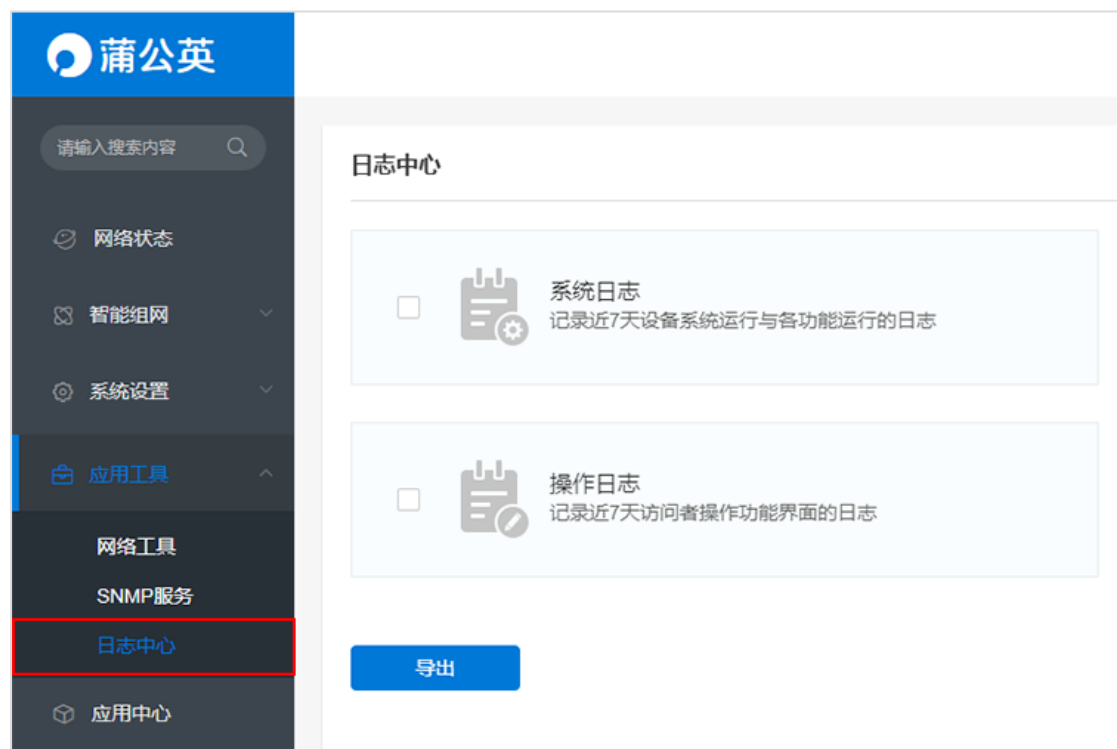 蒲公英
请输入搜索内容
网络状态
智能组网
系统设置
应用工具
网络工具
SNMP服务
日志中心
应用中心
日志中心
系统日志
记录近7天设备系统运行与各功能运行的日志
操作日志
记录近7天访问者操作功能界面的日志
导出